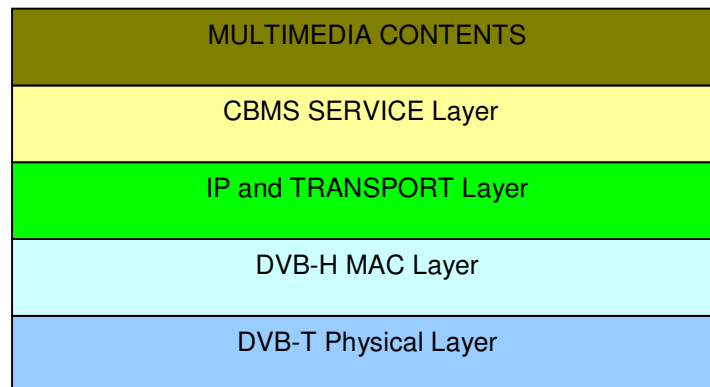 MULTIMEDIA CONTENTS
CBMS SERVICE Layer
IP and TRANSPORT Layer
DVB-H MAC Layer
DVB-T Physical Layer